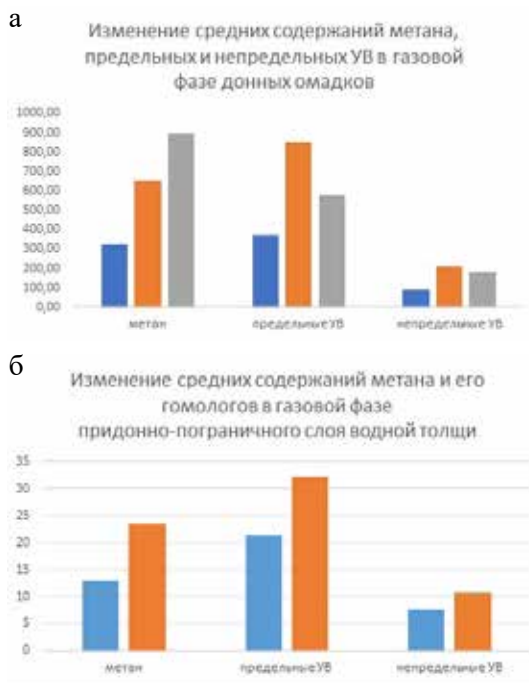 а
Изменение средних содержаний метана,
предельных и непредельных УВ в газовой
фазе донных омадков
1000,00
900,00
800,00
700,00
600,00
500,00
400,00
300,00
200,00
100,00
0,00
метан предельные УВ непредельные УВ
б
Изменение средних содержаний метана и его
гомологов в газовой фазе
придонно-пограничного слоя водной толщи
35
30
25
20
15
10
5
0
метан предельные УВ непредельные УВ